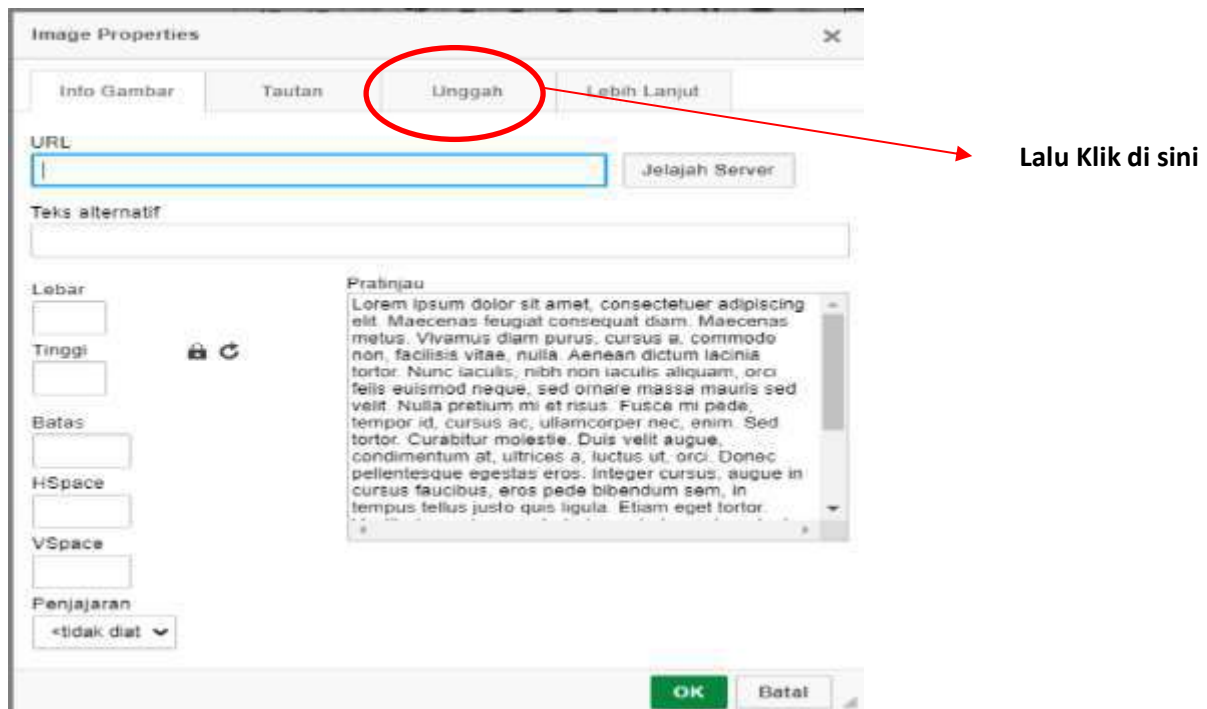 Image Properties
Info Gambar Tautan Unggah Lebih Lanjut
URL
Jelajah Server
Lalu Klik di sini
Teks alternatif
Lebar
Tinggi
Batas
HSpace
VSpace
Penjajaran
<tidak diat
Pratinjau
Lorem ipsum dolor sit amet, consectetuer adipiscing
elit. Maecenas feugiat consequat diam. Maecenas
metus. Vivamus diam purus, cursus a, commodo
non, facilisis vitae, nulla. Aenean dictum lacinia
tortor. Nunc iaculis, nibh non iaculis aliquam, orci
felis euismod neque, sed ornare massa mauris sed
velit. Nulla pretium mi et risus. Fusce mi pede,
tempor id, cursus ac, ullamcorper nec, enim. Sed
tortor. Curabitur molestie. Duis velit augue,
condimentum at, ultrices a, luctus ut, orci. Donec
pellentesque egestas eros. Integer cursus, augue in
cursus faucibus, eros pede bibendum sem, in
tempus tellus justo quis ligula. Etiam eget tortor.
OK Batal